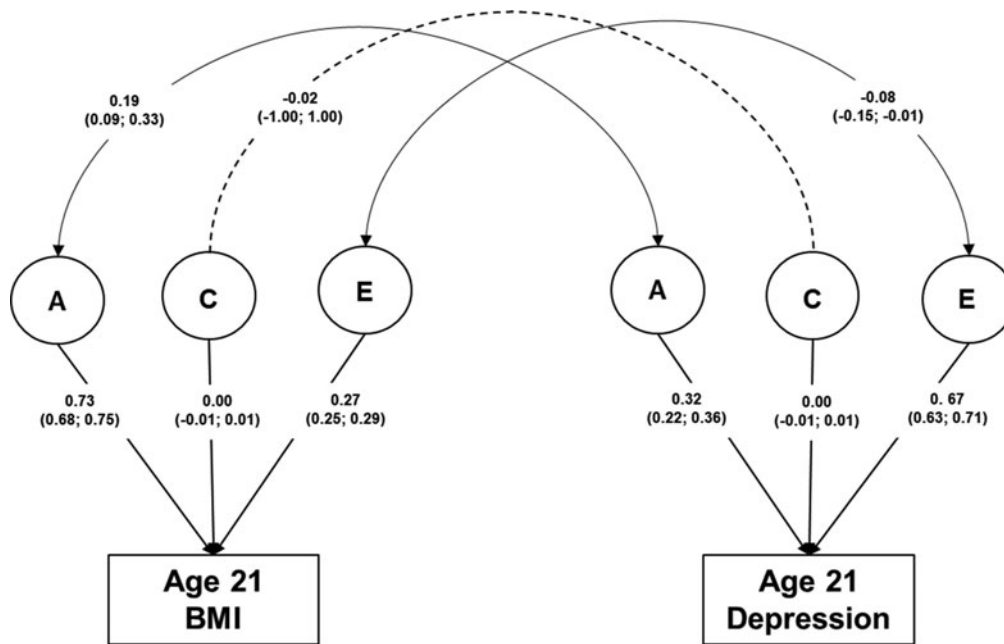 0.19
(0.09; 0.33)
-0.02
(-1.00; 1.00)
-0.08
(-0.15; -0.01)
A
C
E
A
C
E
0.73
(0.68; 0.75)
0.00
(-0.01; 0.01)
0.27
(0.25; 0.29)
0.32
(0.22; 0.36)
0.00
(-0.01; 0.01)
0. 67
(0.63; 0.71)
Age 21
BMI
Age 21
Depression